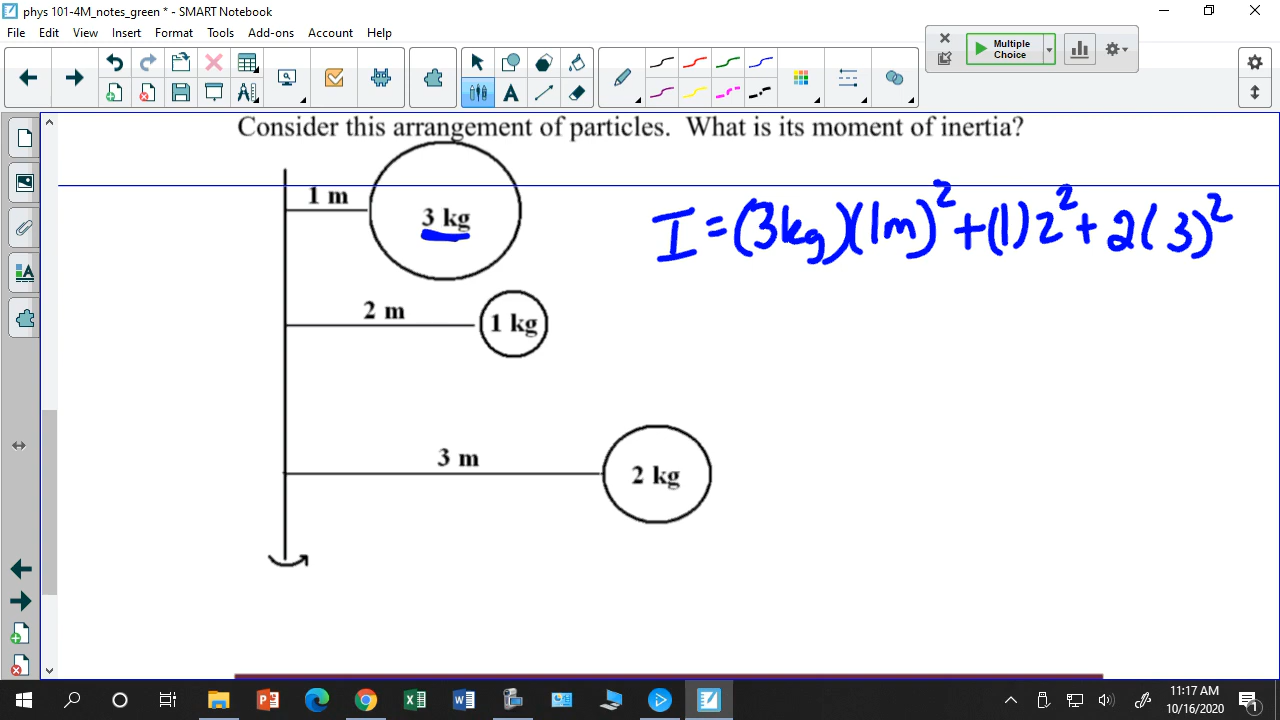 phys 101-4M_notes_green * - SMART Notebook
File Edit View Insert Format Tools Add-ons Account Help
Multiple
Choice
Consider this arrangement of particles. What is its moment of inertia?
1 m
3 kg
I = (3kg)(1m)² + (1)2² + 2(3)²
2 m
1 kg
3 m
2 kg
11:17 AM
10/16/2020
1